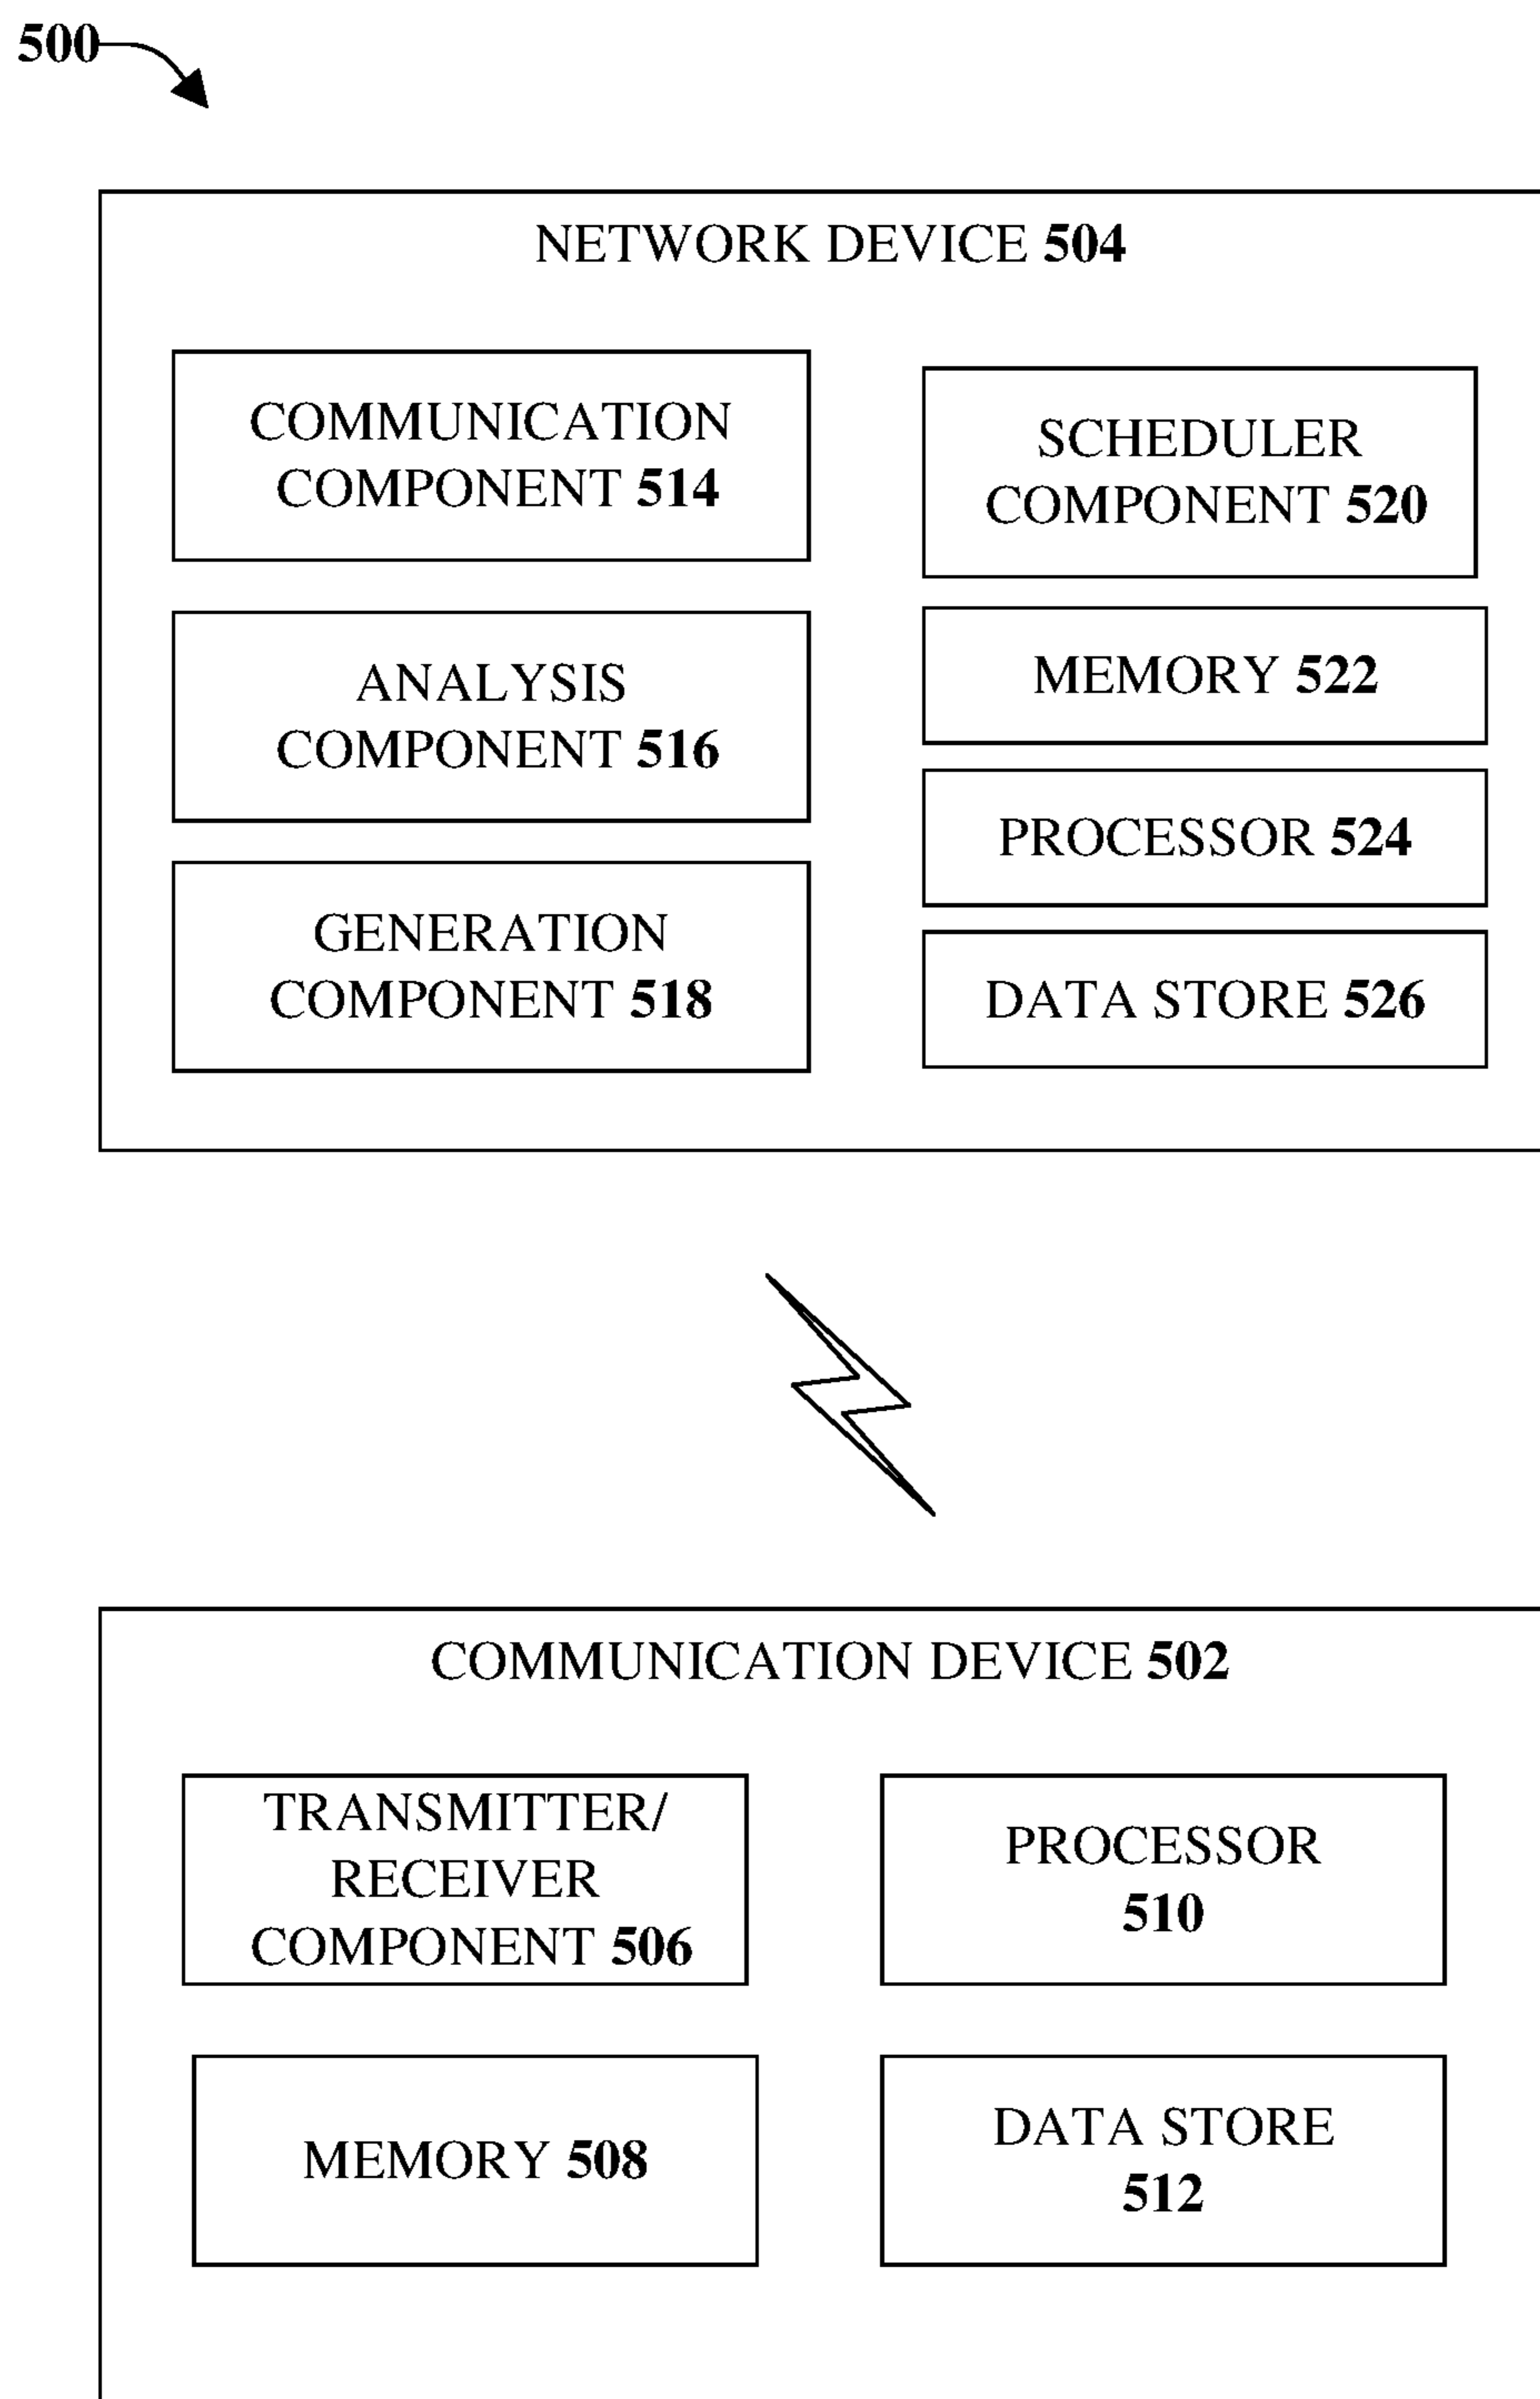 500
NETWORK DEVICE 504
COMMUNICATION
COMPONENT 514
ANALYSIS
COMPONENT 516
GENERATION
COMPONENT 518
SCHEDULER
COMPONENT 520
MEMORY 522
PROCESSOR 524
DATA STORE 526
COMMUNICATION DEVICE 502
TRANSMITTER/
RECEIVER
COMPONENT 506
MEMORY 508
PROCESSOR
510
DATA STORE
512